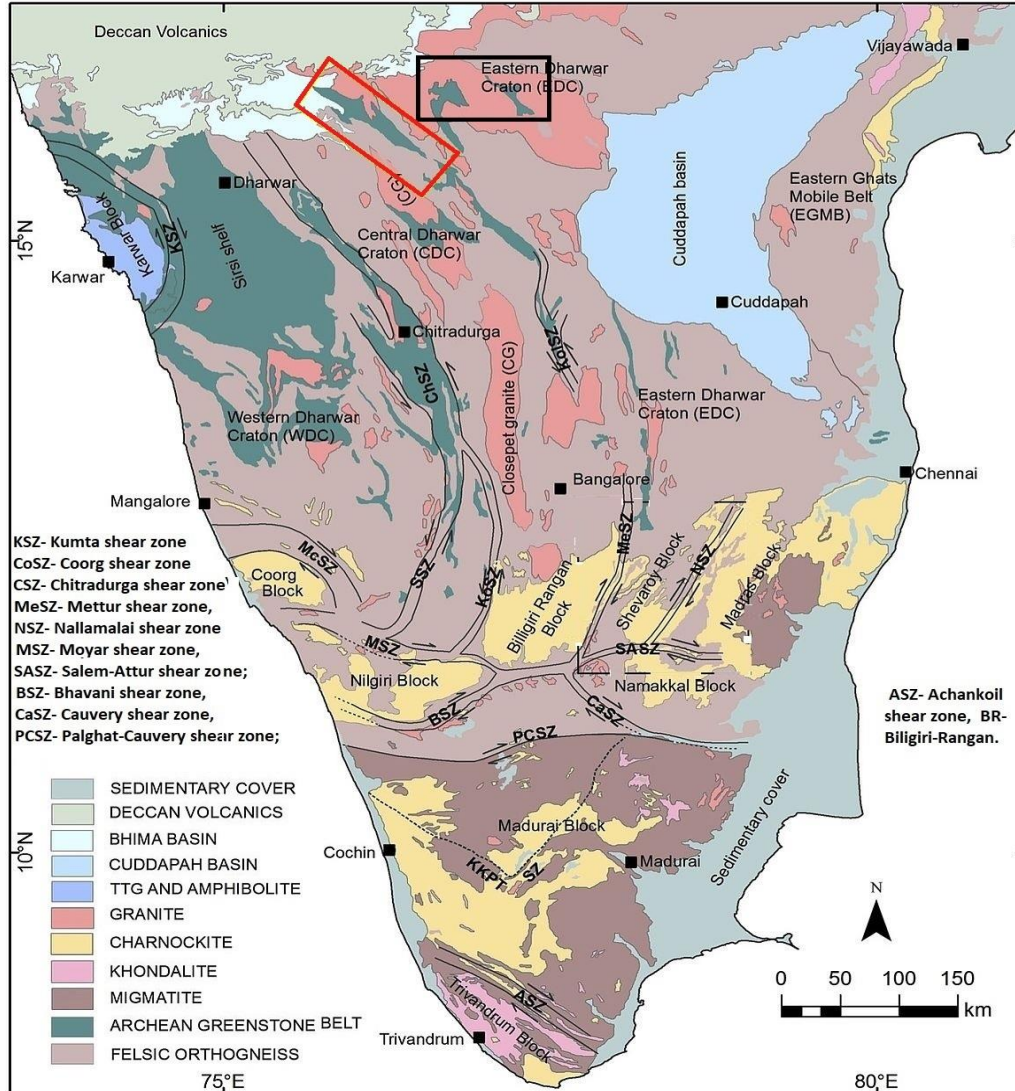 Deccan Volcanics
Vijayawada
Eastern Dharwar
Craton (EDC)
Dharwar
(CG)
Cuddapah basin
Eastern Ghats
Mobile Belt
(EGMB)
15°N
Karwar Block
KSZ
Sirsi shelf
Central Dharwar
Craton (CDC)
Karwar
Cuddapah
Chitradurga
KolSZ
ChSZ
Closepet granite (CG)
Eastern Dharwar
Craton (EDC)
Western Dharwar
Craton (WDC)
Bangalore
Chennai
Mangalore
KSZ- Kumta shear zone
CoSZ- Coorg shear zone
CSZ- Chitradurga shear zone
MeSZ- Mettur shear zone,
NSZ- Nallamalai shear zone
MSZ- Moyar shear zone,
SASZ- Salem-Attur shear zone;
BSZ- Bhavani shear zone,
CaSZ- Cauvery shear zone,
PCSZ- Palghat-Cauvery shear zone;
McSZ
Coorg
Block
SSZ
KoSZ
MeSZ
Billigiri Rangan
Block
Shevaroy Block
NSZ
Madras Block
MSZ
SASZ
Nilgiri Block
Namakkal Block
BSZ
CaSZ
PCSZ
ASZ- Achankoil
shear zone, BR-
Biligiri-Rangan.
SEDIMENTARY COVER
DECCAN VOLCANICS
BHIMA BASIN
CUDDAPAH BASIN
TTG AND AMPHIBOLITE
GRANITE
CHARNOCKITE
KHONDALITE
MIGMATITE
ARCHEAN GREENSTONE BELT
FELSIC ORTHOGNEISS
Madurai Block
Sedimentary cover
10°N
Cochin
Madurai
KKPT
SZ
N
ASZ
Trivandrum Block
Trivandrum
0 50 100 150
km
75°E
80°E